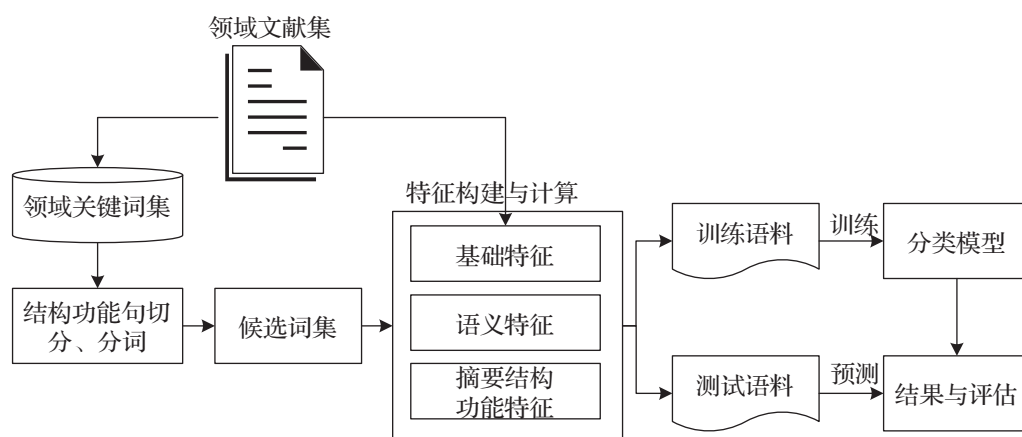 领域文献集
领域关键词集
结构功能句切
分、分词
候选词集
特征构建与计算
基础特征
语义特征
摘要结构
功能特征
训练语料
训练
分类模型
测试语料
预测
结果与评估